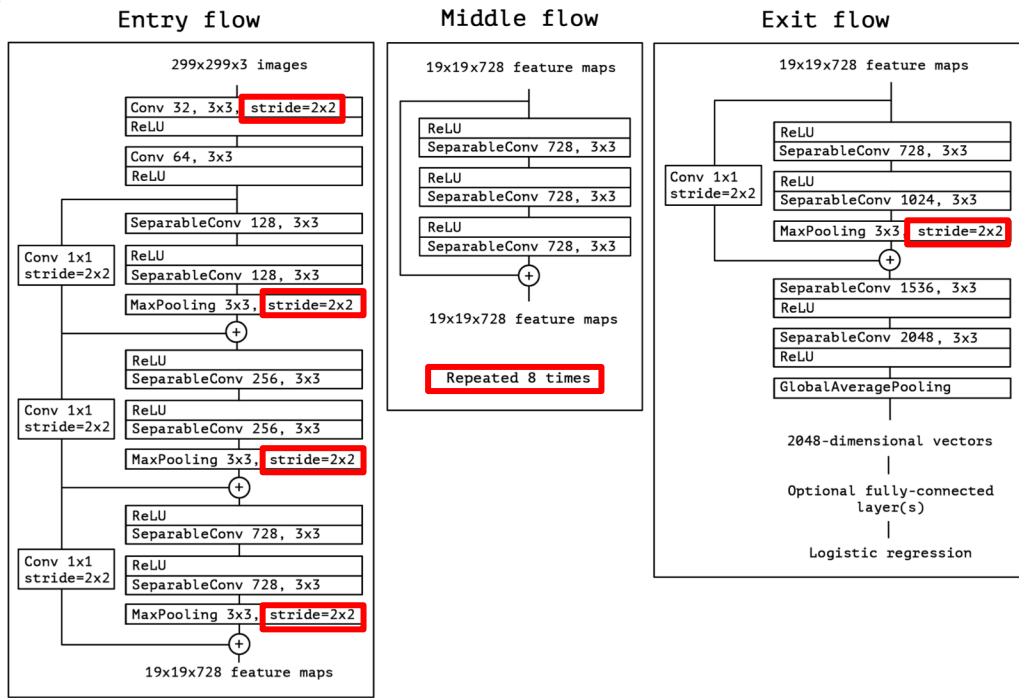 Entry flow
299x299x3 images
Conv 32, 3x3, stride=2x2
ReLU
Conv 64, 3x3
ReLU
SeparableConv 128, 3x3
Conv 1x1
stride=2x2
ReLU
SeparableConv 128, 3x3
MaxPooling 3x3, stride=2x2
+
ReLU
SeparableConv 256, 3x3
Conv 1x1
stride=2x2
ReLU
SeparableConv 256, 3x3
MaxPooling 3x3, stride=2x2
+
ReLU
SeparableConv 728, 3x3
Conv 1x1
stride=2x2
ReLU
SeparableConv 728, 3x3
MaxPooling 3x3, stride=2x2
+
19x19x728 feature maps
Middle flow
19x19x728 feature maps
ReLU
SeparableConv 728, 3x3
ReLU
SeparableConv 728, 3x3
ReLU
SeparableConv 728, 3x3
+
19x19x728 feature maps
Repeated 8 times
Exit flow
19x19x728 feature maps
ReLU
SeparableConv 728, 3x3
Conv 1x1
stride=2x2
ReLU
SeparableConv 1024, 3x3
MaxPooling 3x3, stride=2x2
+
SeparableConv 1536, 3x3
ReLU
SeparableConv 2048, 3x3
ReLU
GlobalAveragePooling
2048-dimensional vectors
Optional fully-connected
layer(s)
Logistic regression